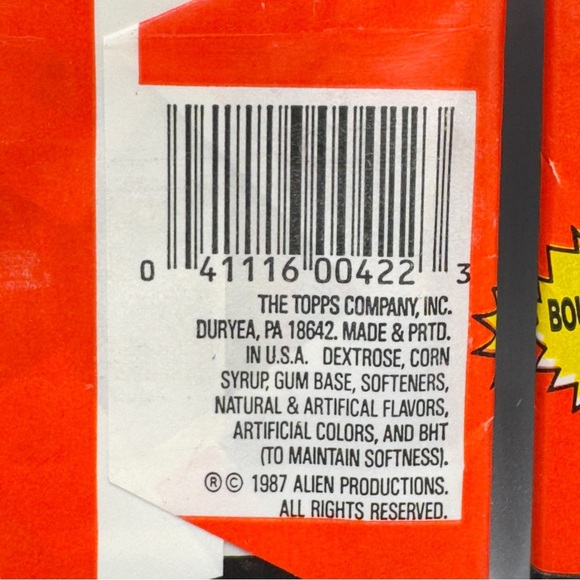 0 41116 00422 3
THE TOPPS COMPANY, INC.
DURYEA, PA 18642. MADE & PRTD.
IN U.S.A. DEXTROSE, CORN
SYRUP, GUM BASE, SOFTENERS,
NATURAL & ARTIFICAL FLAVORS,
ARTIFICIAL COLORS, AND BHT
(TO MAINTAIN SOFTNESS).
®© 1987 ALIEN PRODUCTIONS.
ALL RIGHTS RESERVED.